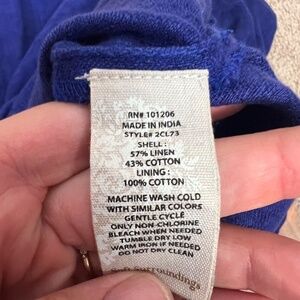 RN# 101206
MADE IN INDIA
STYLE# 2CL73
SHELL :
57% LINEN
43% COTTON
LINING :
100% COTTON
MACHINE WASH COLD
WITH SIMILAR COLORS
GENTLE CYCLE
ONLY NON-CHLORINE
BLEACH WHEN NEEDED
TUMBLE DRY LOW
WARM IRON IF NEEDED
DO NOT DRY CLEAN
Soft Surroundings